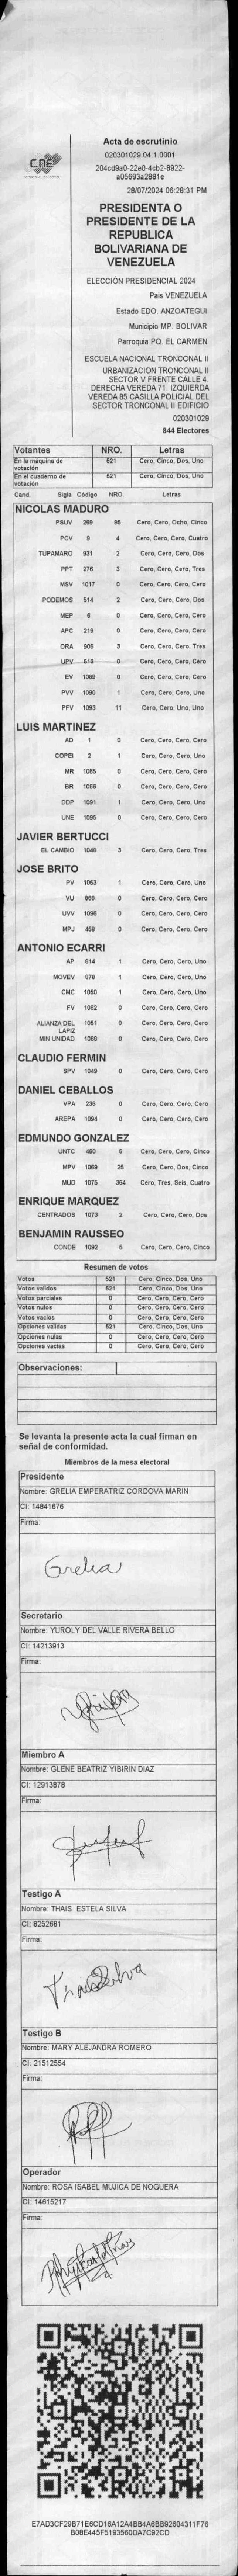 CNE
Acta de escrutinio
020301029.04.1.0001
204cd9a0-22e0-4cb2-8922-
a05693a2881e
28/07/2024 06:28:31 PM
PRESIDENTA O
PRESIDENTE DE LA
REPUBLICA
BOLIVARIANA DE
VENEZUELA
ELECCIÓN PRESIDENCIAL 2024
País VENEZUELA
Estado EDO. ANZOATEGUI
Municipio MP. BOLIVAR
Parroquia PQ. EL CARMEN
ESCUELA NACIONAL TRONCONAL II
URBANIZACION TRONCONAL II
SECTOR V FRENTE CALLE 4.
DERECHA VEREDA 71. IZQUIERDA
VEREDA 85 CASILLA POLICIAL DEL
SECTOR TRONCONAL II EDIFICIO
020301029
844 Electores
Votantes NRO. Letras
En la máquina de votación 521 Cero, Cinco, Dos, Uno
En el cuaderno de votación 521 Cero, Cinco, Dos, Uno
Cand. Sigla Código NRO. Letras
NICOLAS MADURO
PSUV 269 85 Cero, Cero, Ocho, Cinco
PCV 9 4 Cero, Cero, Cero, Cuatro
TUPAMARO 931 2 Cero, Cero, Cero, Dos
PPT 276 3 Cero, Cero, Cero, Tres
MSV 1017 0 Cero, Cero, Cero, Cero
PODEMOS 514 2 Cero, Cero, Cero, Dos
MEP 6 0 Cero, Cero, Cero, Cero
APC 219 0 Cero, Cero, Cero, Cero
ORA 906 3 Cero, Cero, Cero, Tres
UPV 613 0 Cero, Cero, Cero, Cero
EV 1089 0 Cero, Cero, Cero, Cero
PVV 1090 1 Cero, Cero, Cero, Uno
PFV 1093 11 Cero, Cero, Uno, Uno
LUIS MARTINEZ
AD 1 0 Cero, Cero, Cero, Cero
COPEI 2 1 Cero, Cero, Cero, Uno
MR 1065 0 Cero, Cero, Cero, Cero
BR 1066 0 Cero, Cero, Cero, Cero
DDP 1091 1 Cero, Cero, Cero, Uno
UNE 1095 0 Cero, Cero, Cero, Cero
JAVIER BERTUCCI
EL CAMBIO 1048 3 Cero, Cero, Cero, Tres
JOSE BRITO
PV 1053 1 Cero, Cero, Cero, Uno
VU 868 0 Cero, Cero, Cero, Cero
UVV 1096 0 Cero, Cero, Cero, Cero
MPJ 459 0 Cero, Cero, Cero, Cero
ANTONIO ECARRI
AP 914 1 Cero, Cero, Cero, Uno
MOVEV 979 1 Cero, Cero, Cero, Uno
CMC 1050 1 Cero, Cero, Cero, Uno
FV 1062 0 Cero, Cero, Cero, Cero
ALIANZA DEL LAPIZ 1051 0 Cero, Cero, Cero, Cero
MIN UNIDAD 1088 0 Cero, Cero, Cero, Cero
CLAUDIO FERMIN
SPV 1049 0 Cero, Cero, Cero, Cero
DANIEL CEBALLOS
VPA 236 0 Cero, Cero, Cero, Cero
AREPA 1094 0 Cero, Cero, Cero, Cero
EDMUNDO GONZALEZ
UNTC 460 5 Cero, Cero, Cero, Cinco
MPV 1069 25 Cero, Cero, Dos, Cinco
MUD 1075 364 Cero, Tres, Seis, Cuatro
ENRIQUE MARQUEZ
CENTRADOS 1073 2 Cero, Cero, Cero, Dos
BENJAMIN RAUSSEO
CONDE 1092 5 Cero, Cero, Cero, Cinco
Resumen de votos
Votos 521 Cero, Cinco, Dos, Uno
Votos validos 521 Cero, Cinco, Dos, Uno
Votos parciales 0 Cero, Cero, Cero, Cero
Votos nulos 0 Cero, Cero, Cero, Cero
Votos vacios 0 Cero, Cero, Cero, Cero
Opciones validas 521 Cero, Cinco, Dos, Uno
Opciones nulas 0 Cero, Cero, Cero, Cero
Opciones vacias 0 Cero, Cero, Cero, Cero
Observaciones:
Se levanta la presente acta la cual firman en
señal de conformidad.
Miembros de la mesa electoral
Presidente
Nombre: GRELIA EMPERATRIZ CORDOVA MARIN
CI: 14841676
Firma:
Grelia
Secretario
Nombre: YUROLY DEL VALLE RIVERA BELLO
CI: 14213913
Firma:
Miembro A
Nombre: GLENE BEATRIZ YIBIRIN DIAZ
CI: 12913878
Firma:
Testigo A
Nombre: THAIS ESTELA SILVA
CI: 8252681
Firma:
Thais Silva
Testigo B
Nombre: MARY ALEJANDRA ROMERO
CI: 21512554
Firma:
Operador
Nombre: ROSA ISABEL MUJICA DE NOGUERA
CI: 14615217
Firma:
E7AD3CF29B71E6CD16A12A4BB4A6BB92604311F76
B08E445F5193560DA7C92CD